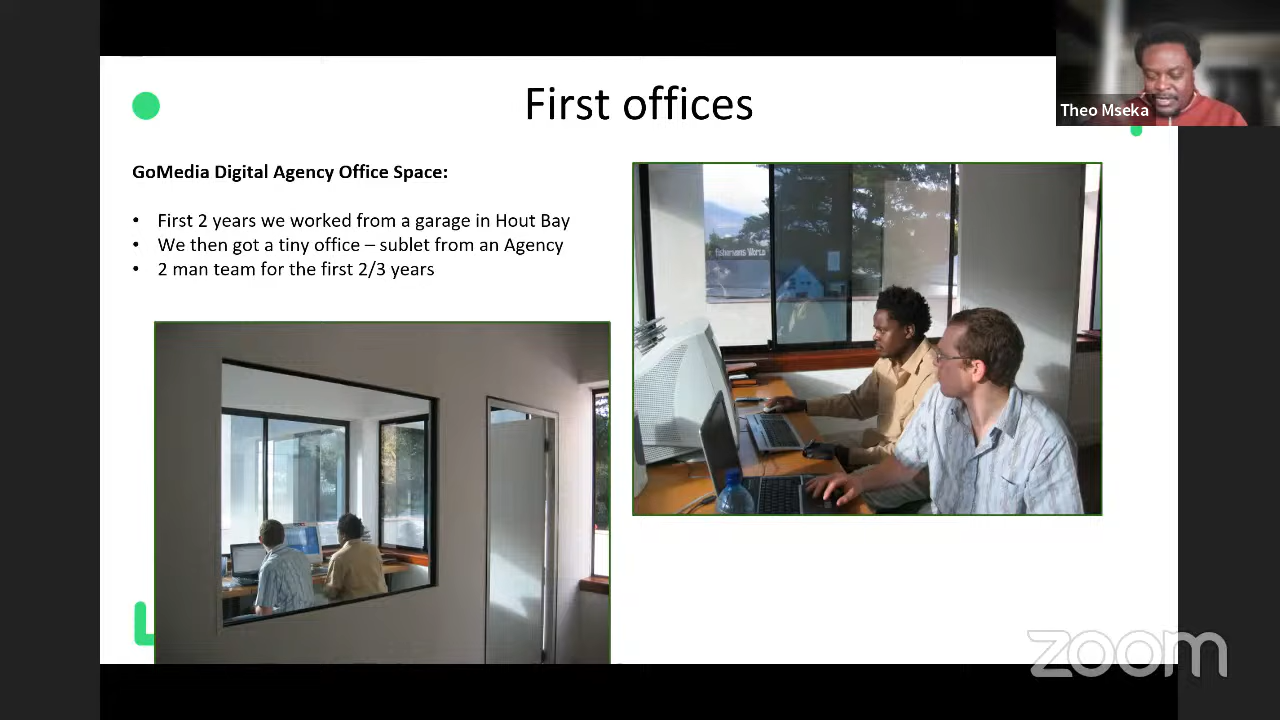 First offices
Theo Mseka
GoMedia Digital Agency Office Space:
• First 2 years we worked from a garage in Hout Bay
• We then got a tiny office – sublet from an Agency
• 2 man team for the first 2/3 years
fisherman's World
zoom